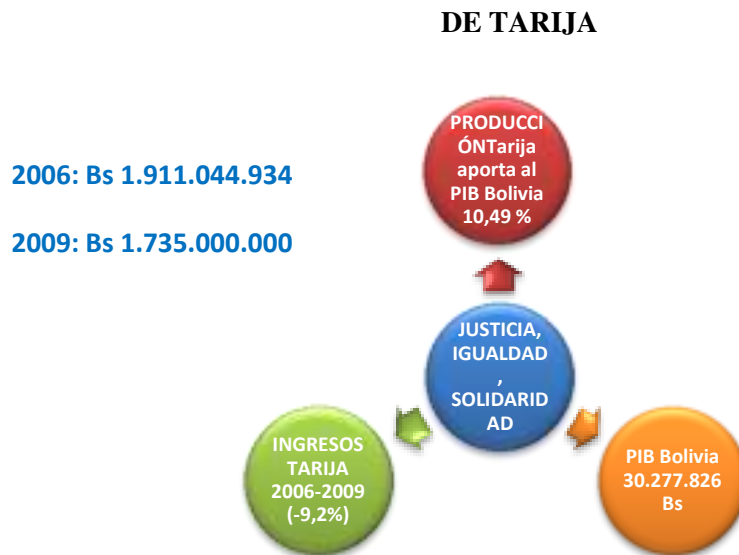 DE TARIJA
2006: Bs 1.911.044.934
2009: Bs 1.735.000.000
PRODUCCI
ÓNTarija
aporta al
PIB Bolivia
10,49 %
JUSTICIA,
IGUALDAD
,
SOLIDARID
AD
INGRESOS
TARIJA
2006-2009
(-9,2%)
PIB Bolivia
30.277.826
Bs